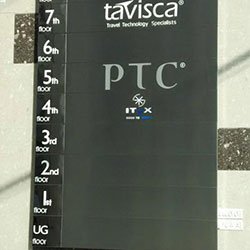 7th floor
tavisca
Travel Technology Specialists
6th floor
5th floor
PTC®
4th floor
ITEX
3rd floor
2nd floor
1st floor
UG floor